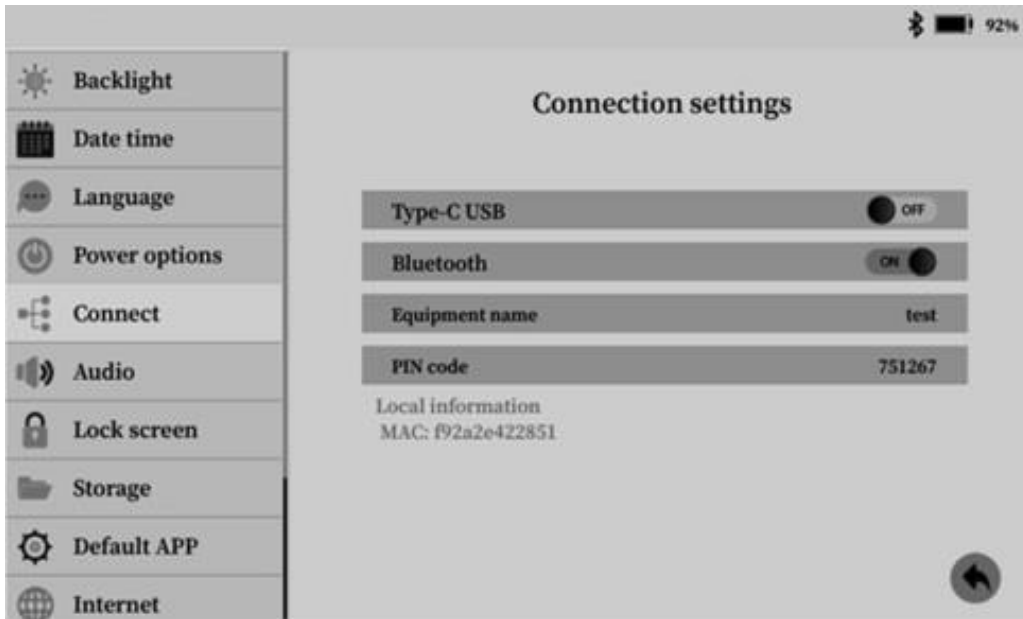 92%
Backlight
Date time
Language
Power options
Connect
Audio
Lock screen
Storage
Default APP
Internet
Connection settings
Type-C USB OFF
Bluetooth ON
Equipment name test
PIN code 751267
Local information
MAC: f92a2e422851